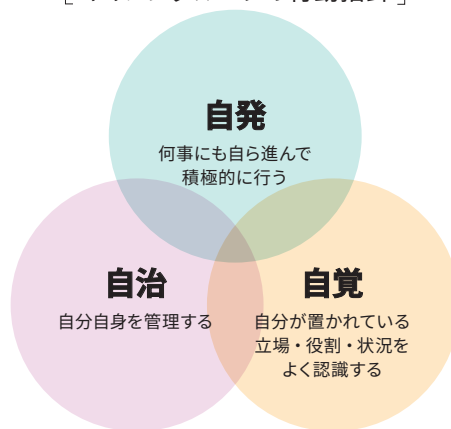 自発
何事にも自ら進んで
積極的に行う
自治
自分自身を管理する
自覚
自分が置かれている
立場・役割・状況を
よく認識する